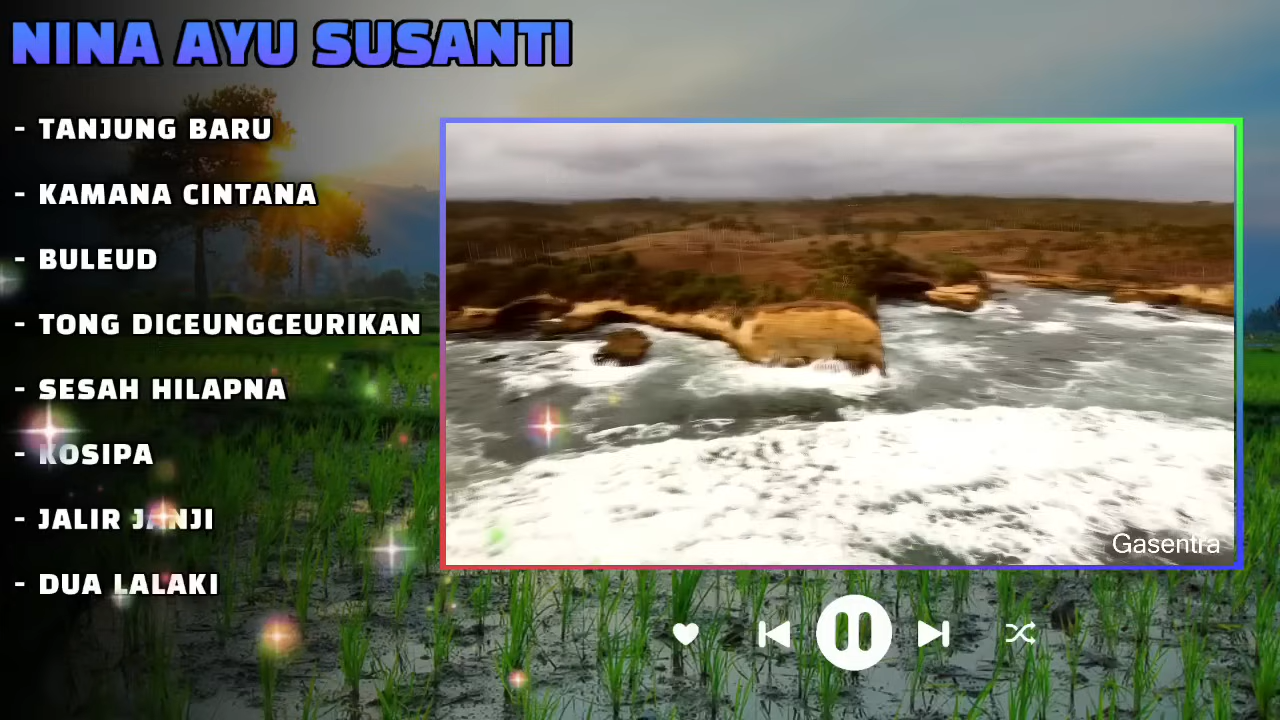 NINA AYU SUSANTI
- TANJUNG BARU
- KAMANA CINTANA
- BULEUD
- TONG DICEUNGCEURIKAN
- SESAH HILAPNA
- KOSIPA
- JALIR JANJI
- DUA LALAKI
Gasentra